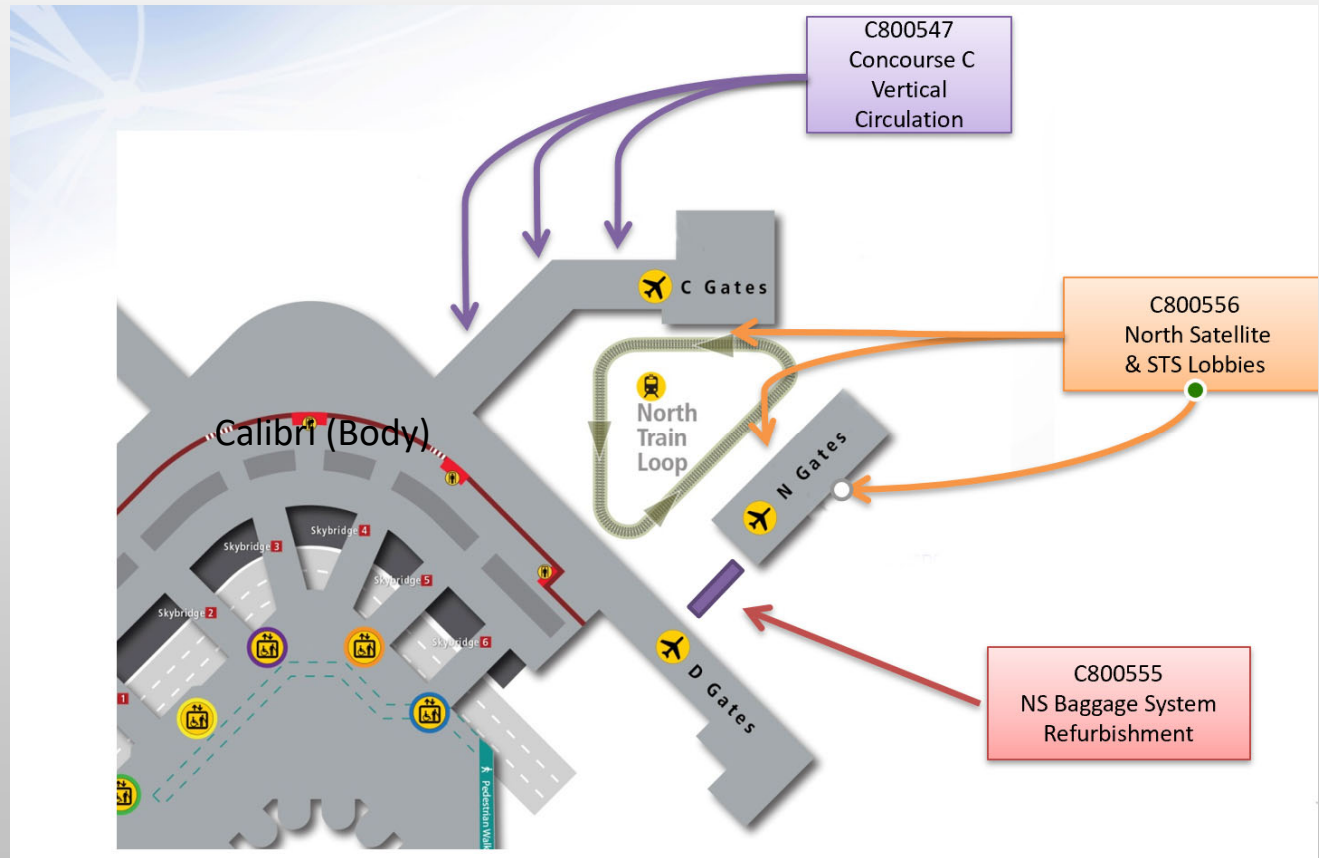 C800547
Concourse C
Vertical
Circulation
C Gates
C800556
North Satellite
& STS Lobbies
North
Train
Loop
Calibri (Body)
N Gates
Skybridge 4
Skybridge 3
Skybridge 5
Skybridge 2
Skybridge 6
1
D Gates
C800555
NS Baggage System
Refurbishment
Pedestrian Walk